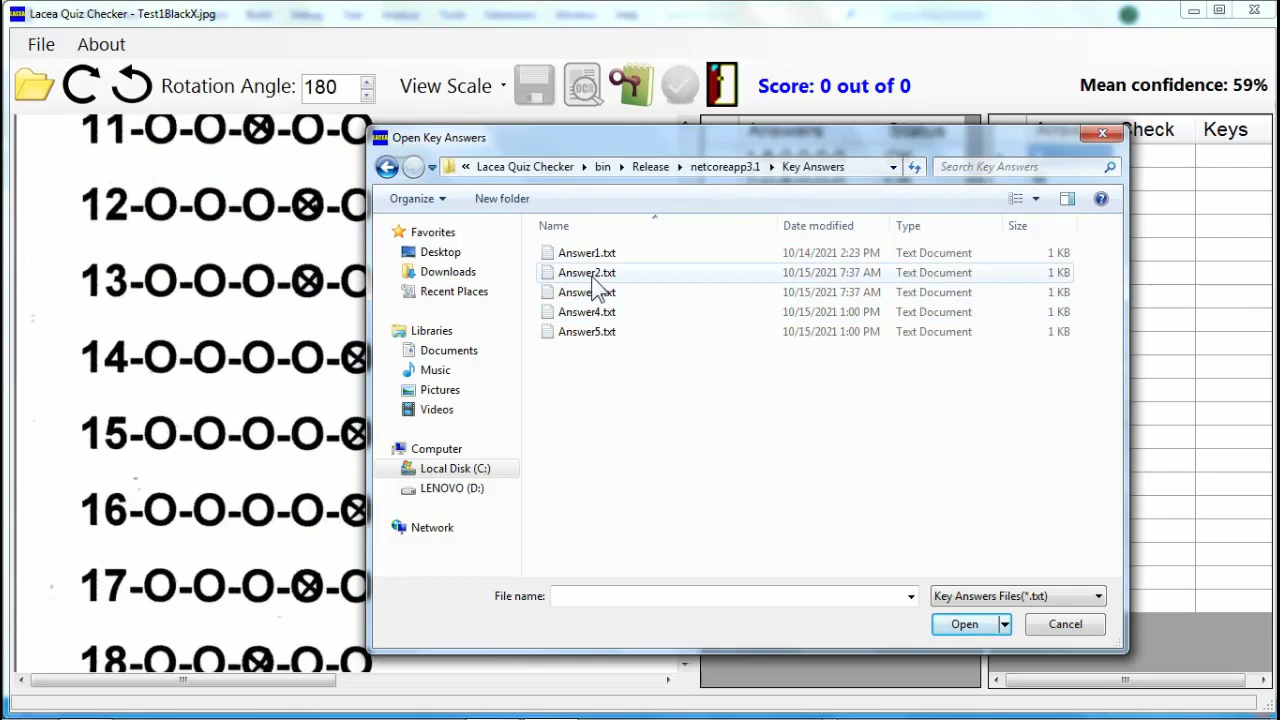 Lacea Quiz Checker - Test1BlackX.jpg
File About
Rotation Angle: 180 View Scale Score: 0 out of 0 Mean confidence: 59%
Answers Status Check Keys
11-O-O-⊗-O-O
12-O-O-O-⊗-O
13-O-O-O-⊗-O
14-O-O-O-O-⊗
15-O-O-O-O-⊗
16-O-O-O-O-⊗
17-O-O-O-⊗-O
18-O-O-⊗-O-O
Open Key Answers
« Lacea Quiz Checker bin Release netcoreapp3.1 Key Answers Search Key Answers
Organize New folder
Favorites
Desktop
Downloads
Recent Places
Libraries
Documents
Music
Pictures
Videos
Computer
Local Disk (C:)
LENOVO (D:)
Network
Name Date modified Type Size
Answer1.txt 10/14/2021 2:23 PM Text Document 1 KB
Answer2.txt 10/15/2021 7:37 AM Text Document 1 KB
10/15/2021 7:37 AM Text Document 1 KB
Answer4.txt 10/15/2021 1:00 PM Text Document 1 KB
Answer5.txt 10/15/2021 1:00 PM Text Document 1 KB
File name: Key Answers Files(*.txt)
Open Cancel